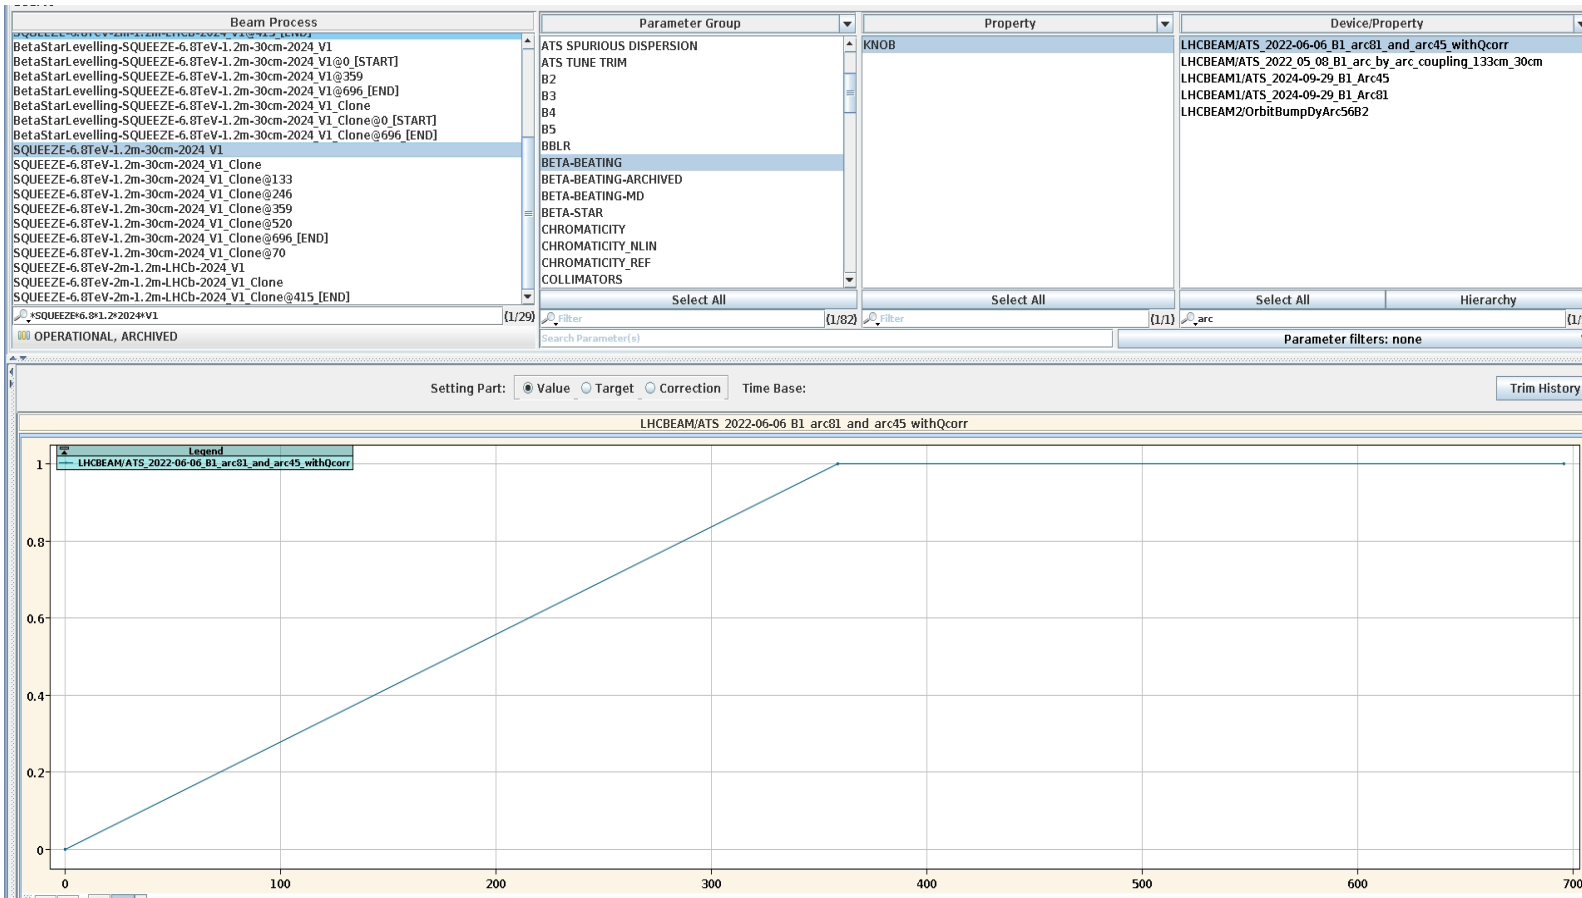 Beam Process
SQUEEZE-6.8TeV-2m-1.2m-LHCb-2024_V1@415_[END]
BetaStarLevelling-SQUEEZE-6.8TeV-1.2m-30cm-2024_V1
BetaStarLevelling-SQUEEZE-6.8TeV-1.2m-30cm-2024_V1@0_[START]
BetaStarLevelling-SQUEEZE-6.8TeV-1.2m-30cm-2024_V1@359
BetaStarLevelling-SQUEEZE-6.8TeV-1.2m-30cm-2024_V1@696_[END]
BetaStarLevelling-SQUEEZE-6.8TeV-1.2m-30cm-2024_V1_Clone
BetaStarLevelling-SQUEEZE-6.8TeV-1.2m-30cm-2024_V1_Clone@0_[START]
BetaStarLevelling-SQUEEZE-6.8TeV-1.2m-30cm-2024_V1_Clone@696_[END]
SQUEEZE-6.8TeV-1.2m-30cm-2024_V1
SQUEEZE-6.8TeV-1.2m-30cm-2024_V1_Clone
SQUEEZE-6.8TeV-1.2m-30cm-2024_V1_Clone@133
SQUEEZE-6.8TeV-1.2m-30cm-2024_V1_Clone@246
SQUEEZE-6.8TeV-1.2m-30cm-2024_V1_Clone@359
SQUEEZE-6.8TeV-1.2m-30cm-2024_V1_Clone@520
SQUEEZE-6.8TeV-1.2m-30cm-2024_V1_Clone@696_[END]
SQUEEZE-6.8TeV-1.2m-30cm-2024_V1_Clone@70
SQUEEZE-6.8TeV-2m-1.2m-LHCb-2024_V1
SQUEEZE-6.8TeV-2m-1.2m-LHCb-2024_V1_Clone
SQUEEZE-6.8TeV-2m-1.2m-LHCb-2024_V1_Clone@415_[END]
*SQUEEZE*6.8*1.2*2024*V1
(1/29)
OPERATIONAL, ARCHIVED
Parameter Group
ATS SPURIOUS DISPERSION
ATS TUNE TRIM
B2
B3
B4
B5
BBLR
BETA-BEATING
BETA-BEATING-ARCHIVED
BETA-BEATING-MD
BETA-STAR
CHROMATICITY
CHROMATICITY_NLIN
CHROMATICITY_REF
COLLIMATORS
Select All
Filter
(1/82)
Search Parameter(s)
Property
KNOB
Select All
Filter
(1/1)
Device/Property
LHCBEAM/ATS_2022-06-06_B1_arc81_and_arc45_withQcorr
LHCBEAM/ATS_2022_05_08_B1_arc_by_arc_coupling_133cm_30cm
LHCBEAM1/ATS_2024-09-29_B1_Arc45
LHCBEAM1/ATS_2024-09-29_B1_Arc81
LHCBEAM2/OrbitBumpDyArc56B2
Select All
Hierarchy
arc
(1/
Parameter filters: none
Setting Part:
Value
Target
Correction
Time Base:
Trim History
LHCBEAM/ATS_2022-06-06_B1_arc81_and_arc45_withQcorr
Legend
LHCBEAM/ATS_2022-06-06_B1_arc81_and_arc45_withQcorr
1
0.8
0.6
0.4
0.2
0
0 100 200 300 400 500 600 700